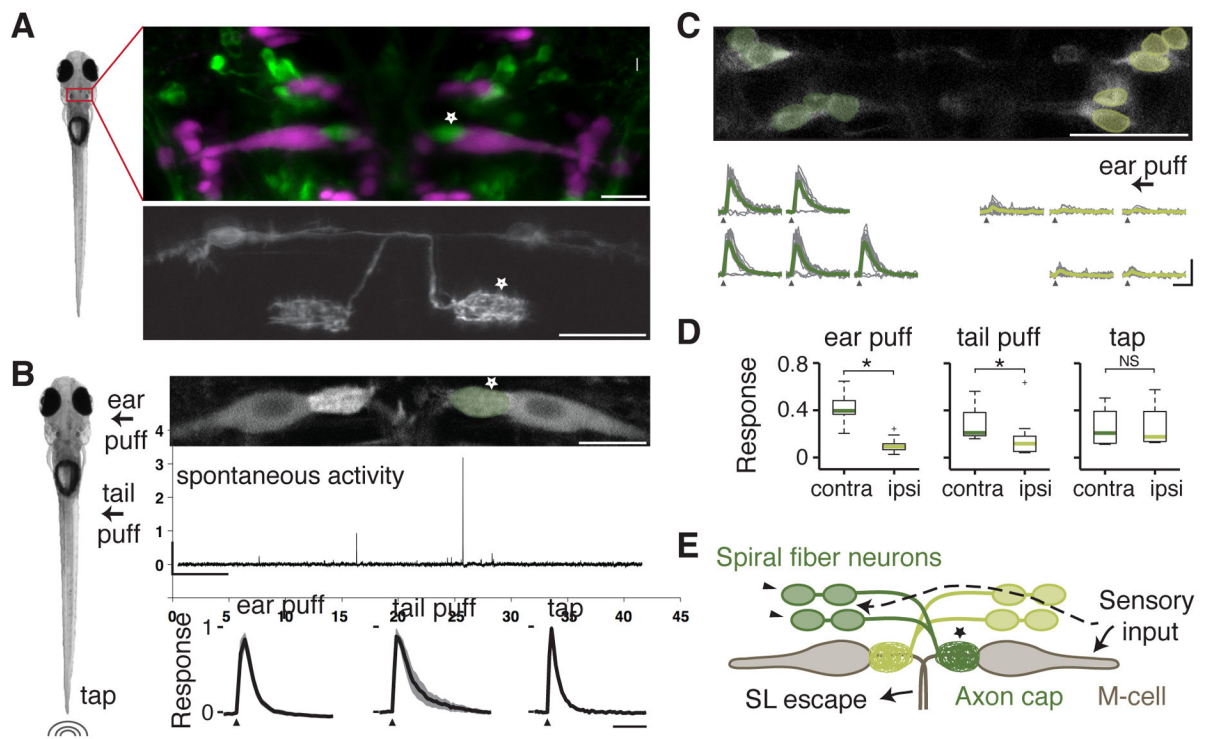 A
B
ear
puff
tail
puff
tap
4
3
2
1
0
spontaneous activity
0 5 10 15 20 25 30 35 40 45
ear puff tail puff tap
Response
1
0
C
ear puff
D
ear puff tail puff tap
Response
0.8
0.4
0
* * NS
contra ipsi contra ipsi contra ipsi
E
Spiral fiber neurons
Sensory
input
SL escape
Axon cap
M-cell